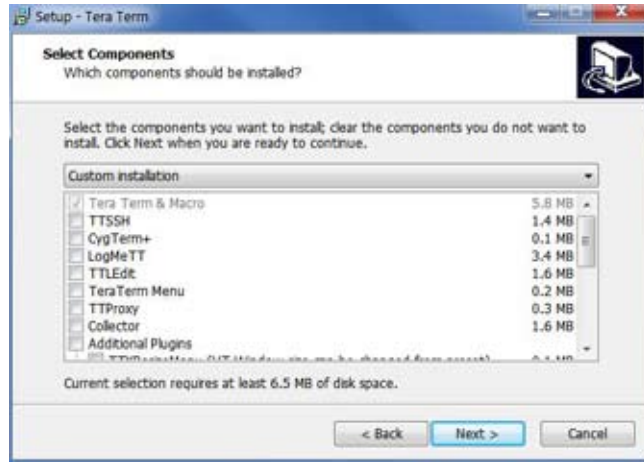 Setup - Tera Term
Select Components
Which components should be installed?
Select the components you want to install; clear the components you do not want to
install. Click Next when you are ready to continue.
Custom installation
Tera Term & Macro 5.8 MB
TTSSH 1.4 MB
CygTerm+ 0.1 MB
LogMeTT 3.4 MB
TTLEdit 1.6 MB
TeraTerm Menu 0.2 MB
TTProxy 0.3 MB
Collector 1.6 MB
Additional Plugins
Current selection requires at least 6.5 MB of disk space.
< Back Next > Cancel